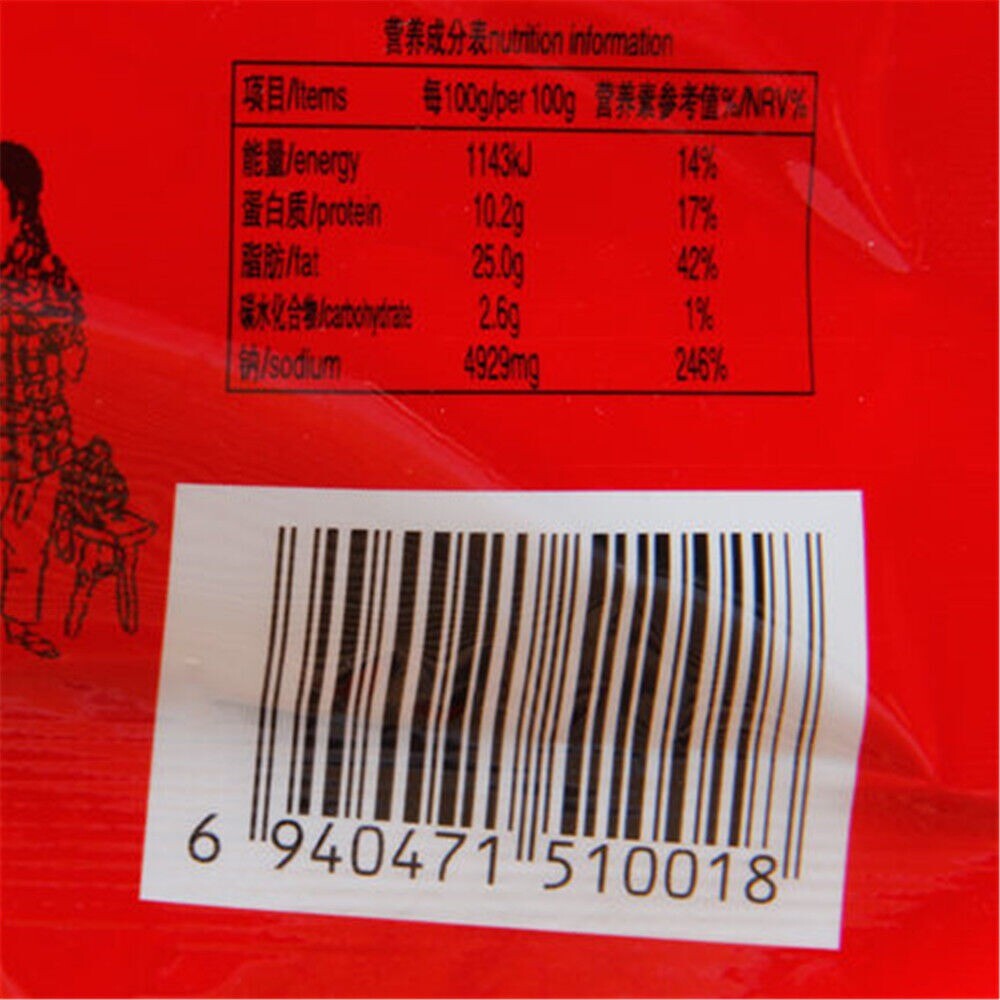 营养成分表nutrition information
项目/Items 每100g/per 100g 营养素参考值%/NRV%
能量/energy 1143kJ 14%
蛋白质/protein 10.2g 17%
脂肪/fat 25.0g 42%
碳水化合物/carbohydrate 2.6g 1%
钠/sodium 4929mg 246%
6 940471 510018